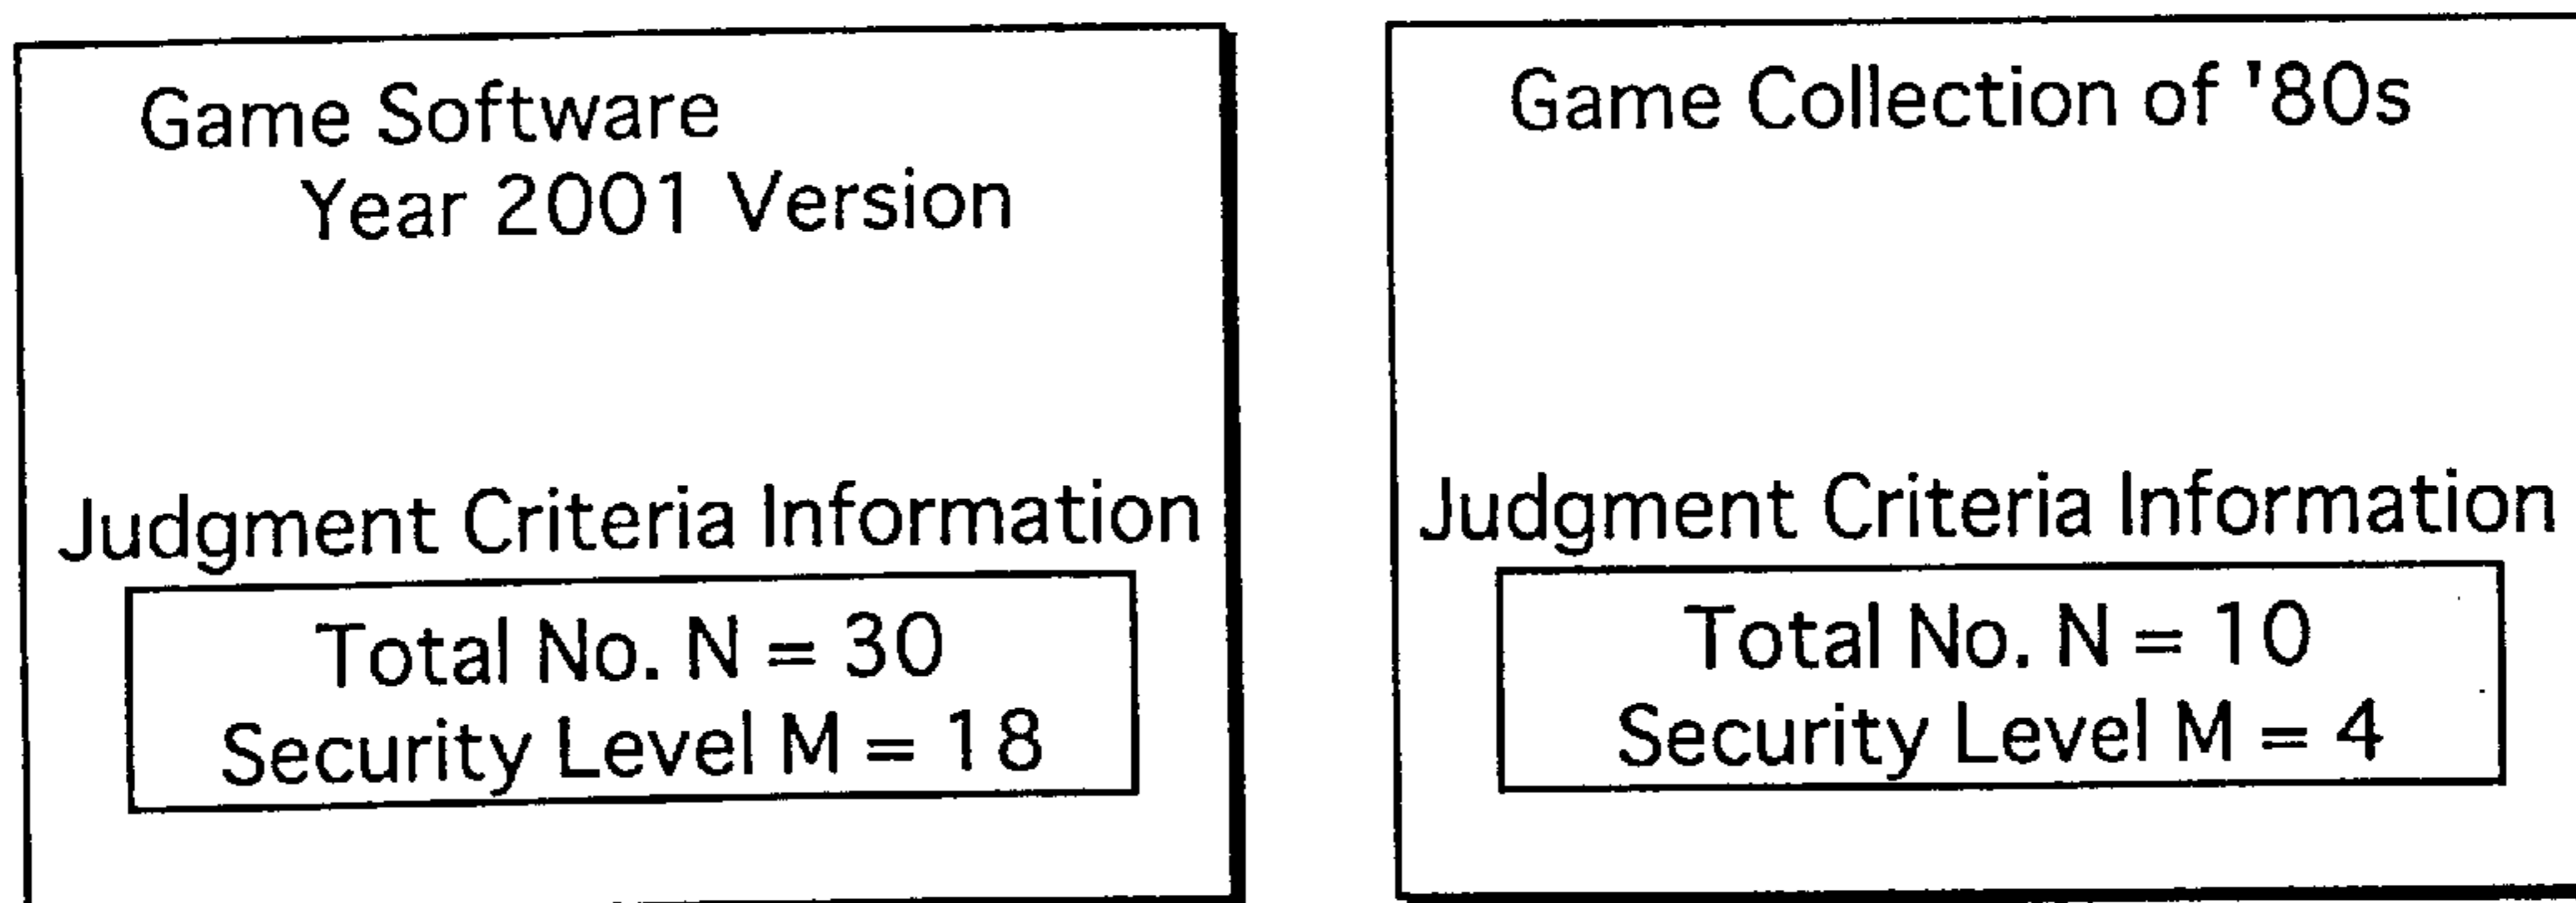 Game Software
Year 2001 Version
Judgment Criteria Information
Total No. N = 30
Security Level M = 18
Game Collection of '80s
Judgment Criteria Information
Total No. N = 10
Security Level M = 4